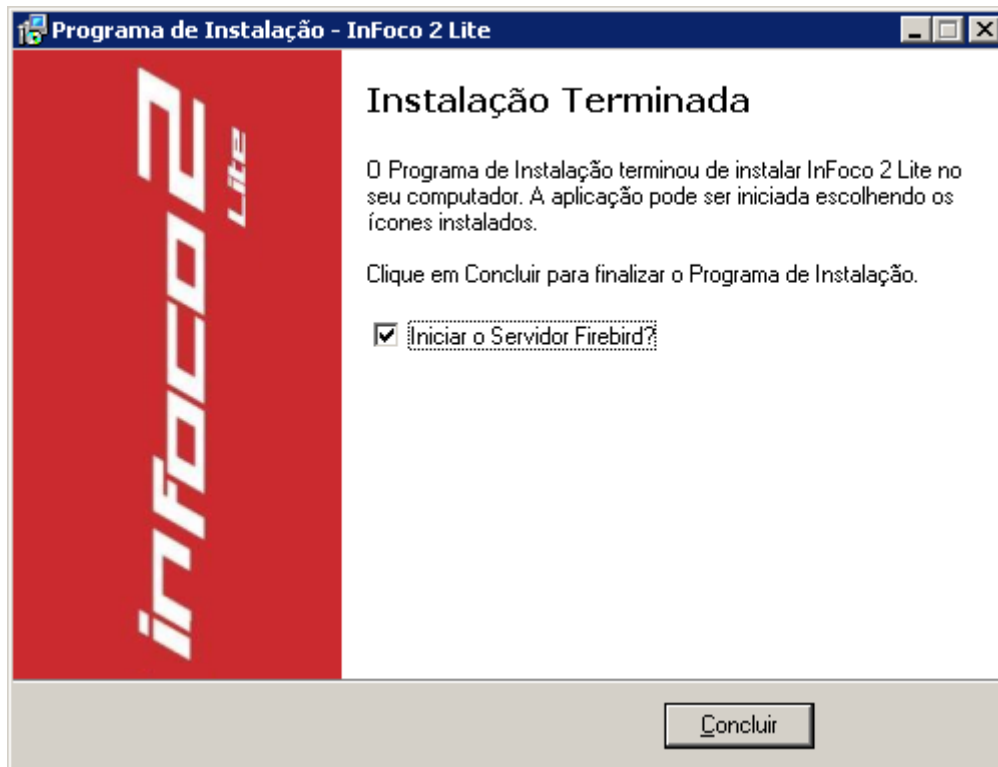 Programa de Instalação - InFoco 2 Lite
infoco2
Lite
Instalação Terminada
O Programa de Instalação terminou de instalar InFoco 2 Lite no
seu computador. A aplicação pode ser iniciada escolhendo os
ícones instalados.
Clique em Concluir para finalizar o Programa de Instalação.
Iniciar o Servidor Firebird?
Concluir